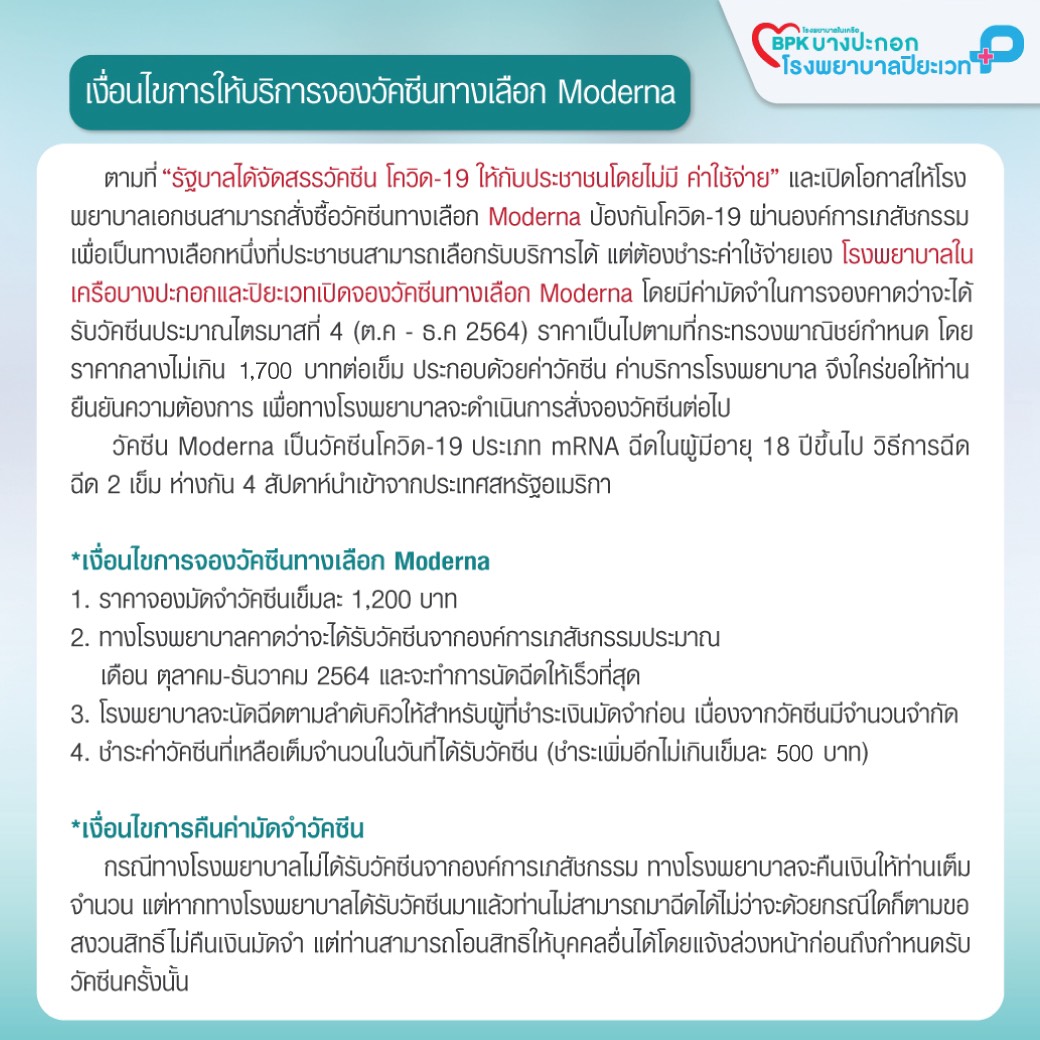 โรงพยาบาลในเครือ
BPK บางปะกอก
โรงพยาบาลปิยะเวท
เงื่อนไขการให้บริการจองวัคซีนทางเลือก Moderna
ตามที่ “รัฐบาลได้จัดสรรวัคซีน โควิด-19 ให้กับประชาชนโดยไม่มี ค่าใช้จ่าย” และเปิดโอกาสให้โรง
พยาบาลเอกชนสามารถสั่งซื้อวัคซีนทางเลือก Moderna ป้องกันโควิด-19 ผ่านองค์การเภสัชกรรม
เพื่อเป็นทางเลือกหนึ่งที่ประชาชนสามารถเลือกรับบริการได้ แต่ต้องชำระค่าใช้จ่ายเอง โรงพยาบาลใน
เครือบางปะกอกและปิยะเวทเปิดจองวัคซีนทางเลือก Moderna โดยมีค่ามัดจำในการจองคาดว่าจะได้
รับวัคซีนประมาณไตรมาสที่ 4 (ต.ค - ธ.ค 2564) ราคาเป็นไปตามที่กระทรวงพาณิชย์กำหนด โดย
ราคากลางไม่เกิน 1,700 บาทต่อเข็ม ประกอบด้วยค่าวัคซีน ค่าบริการโรงพยาบาล จึงใคร่ขอให้ท่าน
ยืนยันความต้องการ เพื่อทางโรงพยาบาลจะดำเนินการสั่งจองวัคซีนต่อไป
วัคซีน Moderna เป็นวัคซีนโควิด-19 ประเภท mRNA ฉีดในผู้มีอายุ 18 ปีขึ้นไป วิธีการฉีด
ฉีด 2 เข็ม ห่างกัน 4 สัปดาห์นำเข้าจากประเทศสหรัฐอเมริกา
*เงื่อนไขการจองวัคซีนทางเลือก Moderna
1. ราคาจองมัดจำวัคซีนเข็มละ 1,200 บาท
2. ทางโรงพยาบาลคาดว่าจะได้รับวัคซีนจากองค์การเภสัชกรรมประมาณ
เดือน ตุลาคม-ธันวาคม 2564 และจะทำการนัดฉีดให้เร็วที่สุด
3. โรงพยาบาลจะนัดฉีดตามลำดับคิวให้สำหรับผู้ที่ชำระเงินมัดจำก่อน เนื่องจากวัคซีนมีจำนวนจำกัด
4. ชำระค่าวัคซีนที่เหลือเต็มจำนวนในวันที่ได้รับวัคซีน (ชำระเพิ่มอีกไม่เกินเข็มละ 500 บาท)
*เงื่อนไขการคืนค่ามัดจำวัคซีน
กรณีทางโรงพยาบาลไม่ได้รับวัคซีนจากองค์การเภสัชกรรม ทางโรงพยาบาลจะคืนเงินให้ท่านเต็ม
จำนวน แต่หากทางโรงพยาบาลได้รับวัคซีนมาแล้วท่านไม่สามารถมาฉีดได้ไม่ว่าจะด้วยกรณีใดก็ตามขอ
สงวนสิทธิ์ไม่คืนเงินมัดจำ แต่ท่านสามารถโอนสิทธิให้บุคคลอื่นได้โดยแจ้งล่วงหน้าก่อนถึงกำหนดรับ
วัคซีนครั้งนั้น